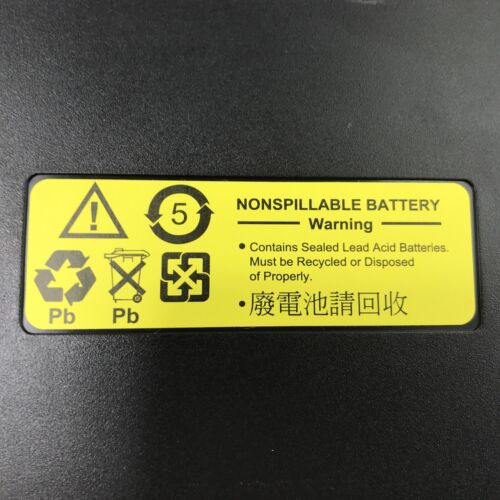 5
Pb
Pb
NONSPILLABLE BATTERY
Warning
• Contains Sealed Lead Acid Batteries.
Must be Recycled or Disposed
of Properly.
• 廢電池請回收